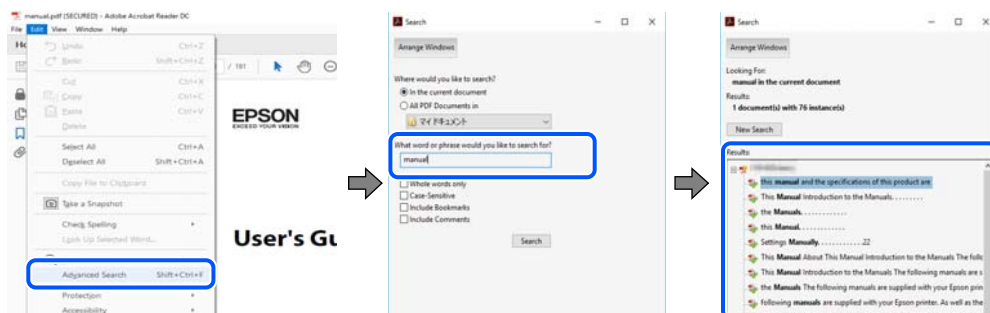 manual.pdf (SECURED) - Adobe Acrobat Reader DC
File Edit View Window Help
Undo Ctrl+Z
Shift+Ctrl+Z
Cut Ctrl+X
Copy Ctrl+C
Paste Ctrl+V
Delete
Select All Ctrl+A
Deselect All Shift+Ctrl+A
Copy File to Clipboard
Take a Snapshot
Check Spelling
Look Up Selected Word...
Advanced Search Shift+Ctrl+F
Protection
Accessibility
/ 191
EPSON
EXCEED YOUR VISION
User's Gu
Search
Arrange Windows
Where would you like to search?
In the current document
All PDF Documents in
マイ ドキュメント
What word or phrase would you like to search for?
manual
Whole words only
Case-Sensitive
Include Bookmarks
Include Comments
Search
Search
Arrange Windows
Looking For:
manual in the current document
Results:
1 document(s) with 76 instance(s)
New Search
Results:
this manual and the specifications of this product are
This Manual Introduction to the Manuals. . . . . . . . .
the Manuals. . . . . . . . . . . . .
this Manual. . . . . . . . . . . . .
Settings Manually. . . . . . . . . . . . .22
This Manual About This Manual Introduction to the Manuals The follo
This Manual Introduction to the Manuals The following manuals are s
the Manuals The following manuals are supplied with your Epson prin
following manuals are supplied with your Epson printer. As well as the